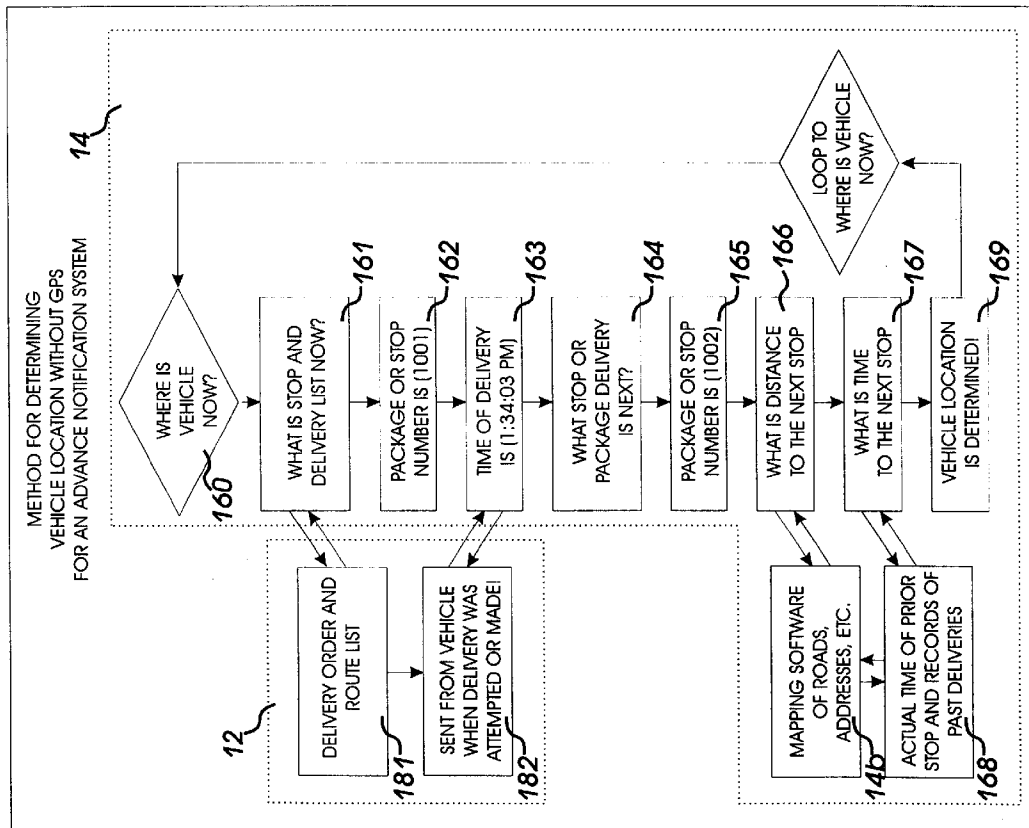 METHOD FOR DETERMINING
VEHICLE LOCATION WITHOUT GPS
FOR AN ADVANCE NOTIFICATION SYSTEM
14
WHERE IS
VEHICLE
NOW?
160
12
DELIVERY ORDER AND
ROUTE LIST
181
WHAT IS STOP AND
DELIVERY LIST NOW?
161
PACKAGE OR STOP
NUMBER IS (1001)
162
SENT FROM VEHICLE
WHEN DELIVERY WAS
ATTEMPTED OR MADE!
182
TIME OF DELIVERY
IS (1:34:03 PM)
163
WHAT STOP OR
PACKAGE DELIVERY
IS NEXT?
164
PACKAGE OR STOP
NUMBER IS (1002)
165
MAPPING SOFTWARE
OF ROADS,
ADDRESSES, ETC.
14b
WHAT IS DISTANCE
TO THE NEXT STOP
166
ACTUAL TIME OF PRIOR
STOP AND RECORDS OF
PAST DELIVERIES
168
WHAT IS TIME
TO THE NEXT STOP
167
VEHICLE LOCATION
IS DETERMINED!
169
LOOP TO
WHERE IS VEHICLE
NOW?